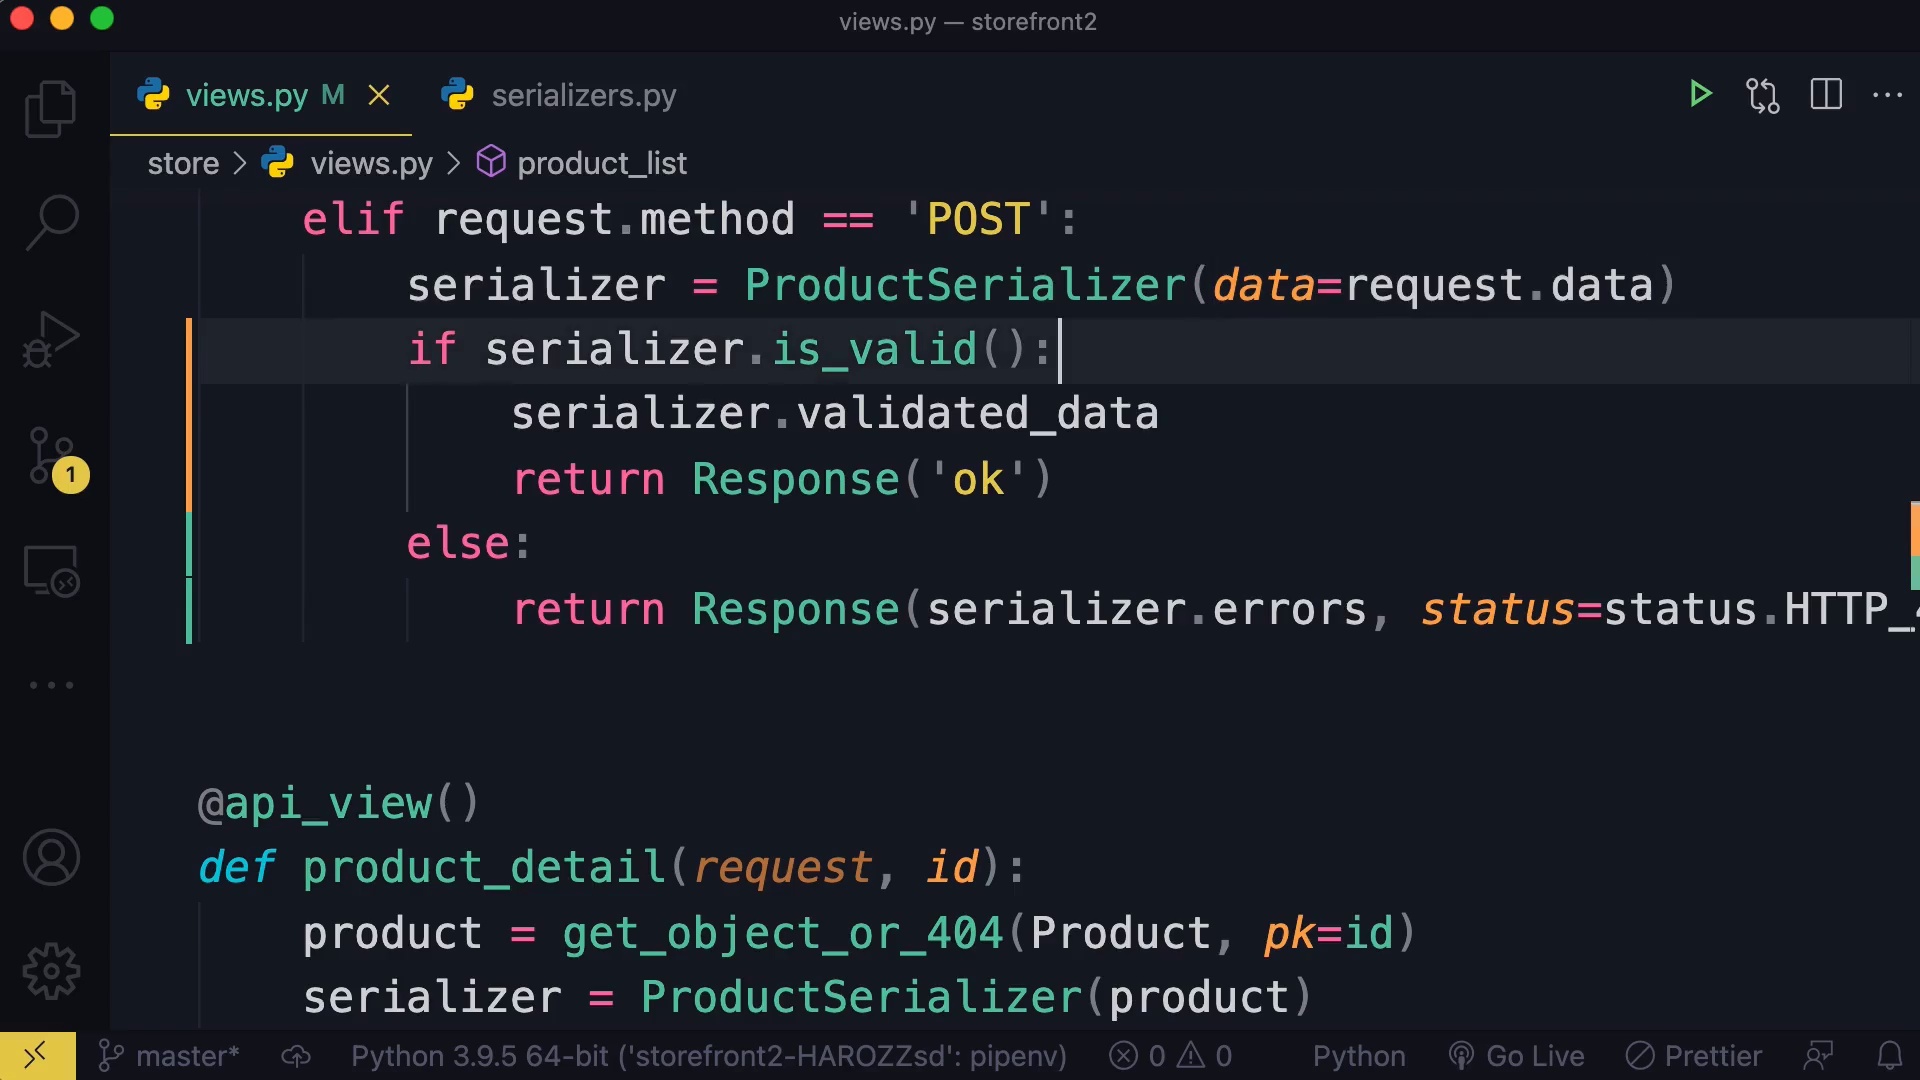 views.py — storefront2
views.py M serializers.py
store views.py product_list
elif request.method == 'POST':
serializer = ProductSerializer(data=request.data)
if serializer.is_valid():
serializer.validated_data
return Response('ok')
else:
return Response(serializer.errors, status=status.HTTP_
1
@api_view()
def product_detail(request, id):
product = get_object_or_404(Product, pk=id)
serializer = ProductSerializer(product)
master* Python 3.9.5 64-bit ('storefront2-HAROZZsd': pipenv) 0 0 Python Go Live Prettier